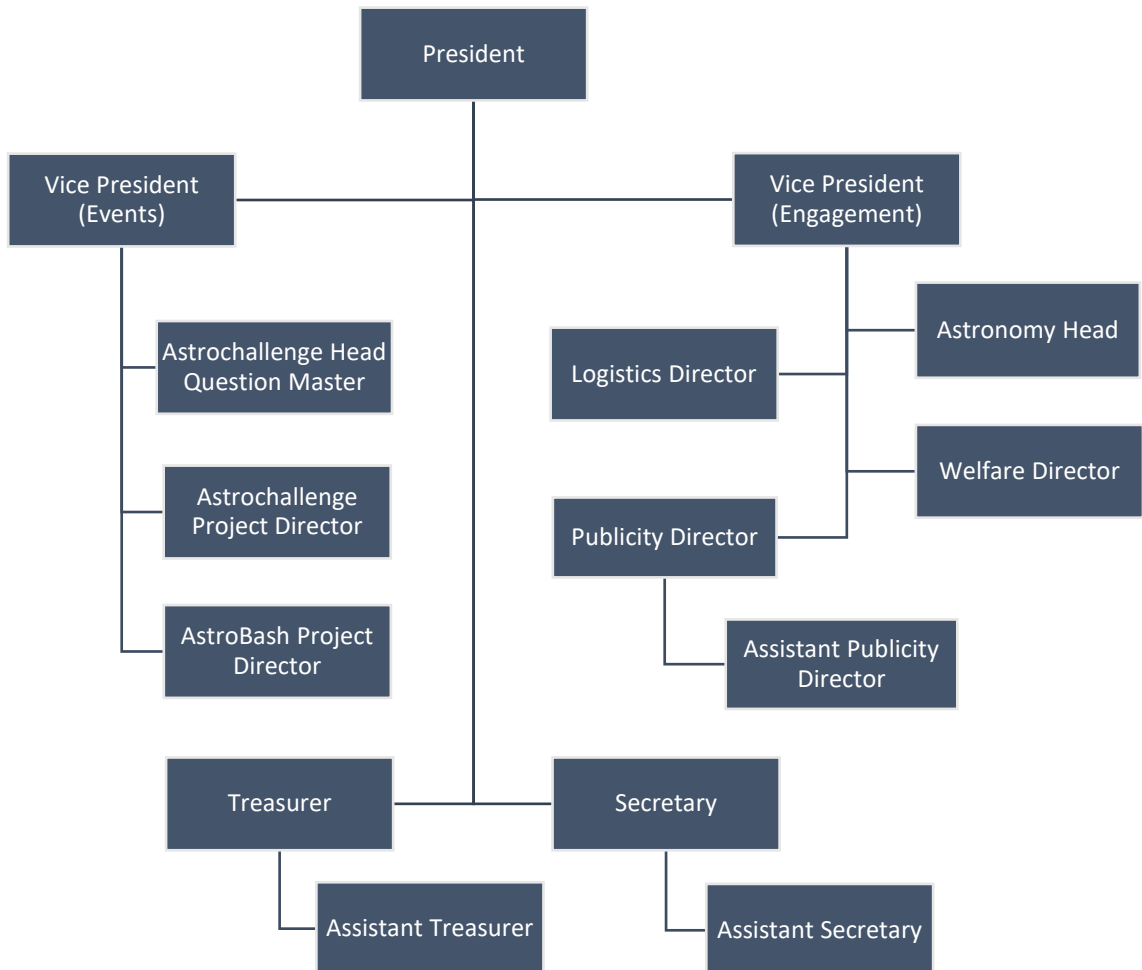 President
Vice President
(Events)
Vice President
(Engagement)
Astrochallenge Head
Question Master
Logistics Director
Astronomy Head
Astrochallenge
Project Director
Publicity Director
Welfare Director
AstroBash Project
Director
Assistant Publicity
Director
Treasurer
Secretary
Assistant Treasurer
Assistant Secretary